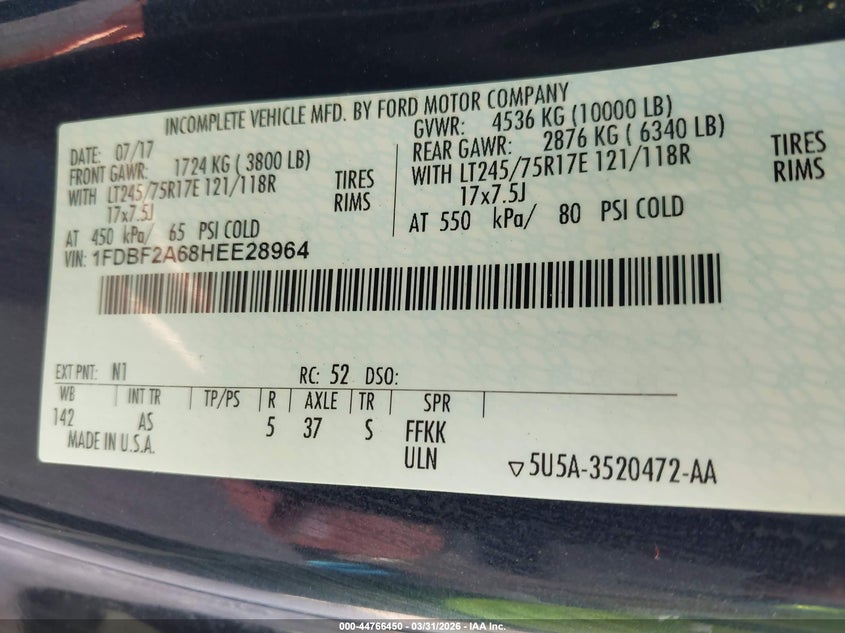 INCOMPLETE VEHICLE MFD. BY FORD MOTOR COMPANY
DATE: 07/17
FRONT GAWR: 1724 KG ( 3800 LB)
WITH LT245/75R17E 121/118R TIRES
17x7.5J RIMS
AT 450 kPa/ 65 PSI COLD
GVWR: 4536 KG (10000 LB)
REAR GAWR: 2876 KG ( 6340 LB)
WITH LT245/75R17E 121/118R TIRES
17x7.5J RIMS
AT 550 kPa/ 80 PSI COLD
VIN: 1FDBF2A68HEE28964
EXT PNT: N1 RC: 52 DSO:
WB INT TR TP/PS R AXLE TR SPR
142 AS 5 37 S FFKK
MADE IN U.S.A. ULN
▽5U5A-3520472-AA
000-44766450 - 03/31/2026 - IAA Inc.